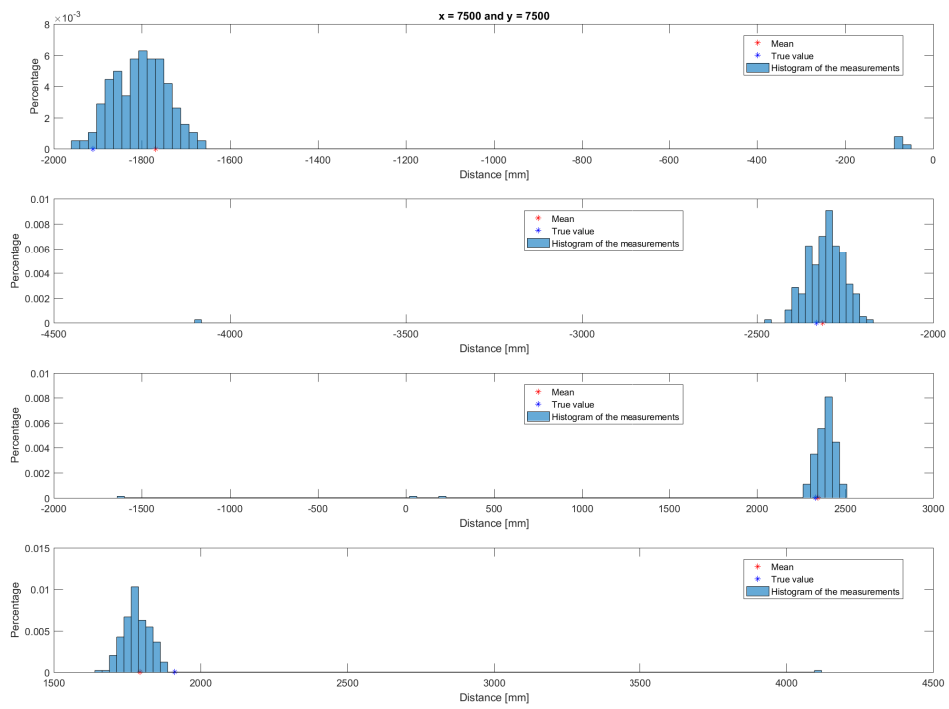 x = 7500 and y = 7500
×10⁻³
8
6
4
2
0
Percentage
-2000 -1800 -1600 -1400 -1200 -1000 -800 -600 -400 -200 0
Distance [mm]
Mean
True value
Histogram of the measurements
0.01
0.008
0.006
0.004
0.002
0
Percentage
-4500 -4000 -3500 -3000 -2500 -2000
Distance [mm]
Mean
True value
Histogram of the measurements
0.01
0.008
0.006
0.004
0.002
0
Percentage
-2000 -1500 -1000 -500 0 500 1000 1500 2000 2500 3000
Distance [mm]
Mean
True value
Histogram of the measurements
0.015
0.01
0.005
0
Percentage
1500 2000 2500 3000 3500 4000 4500
Distance [mm]
Mean
True value
Histogram of the measurements